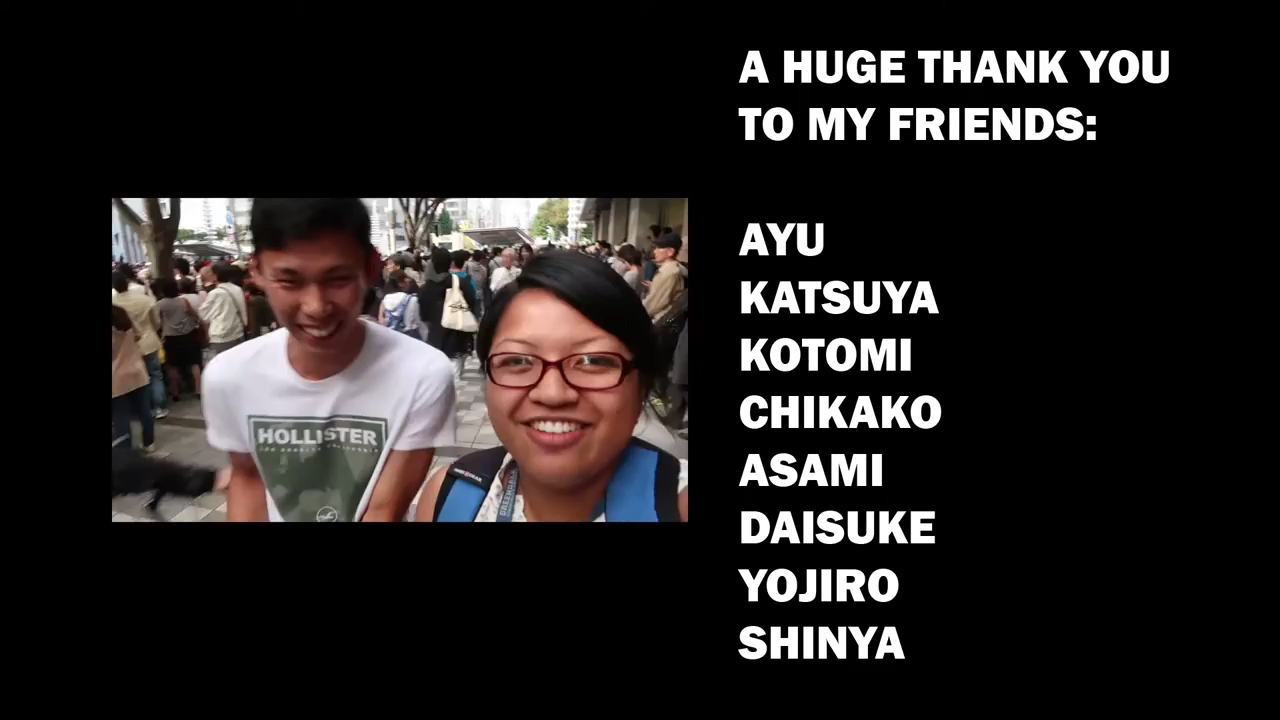 A HUGE THANK YOU
TO MY FRIENDS:
AYU
KATSUYA
KOTOMI
CHIKAKO
ASAMI
DAISUKE
YOJIRO
SHINYA
HOLLISTER